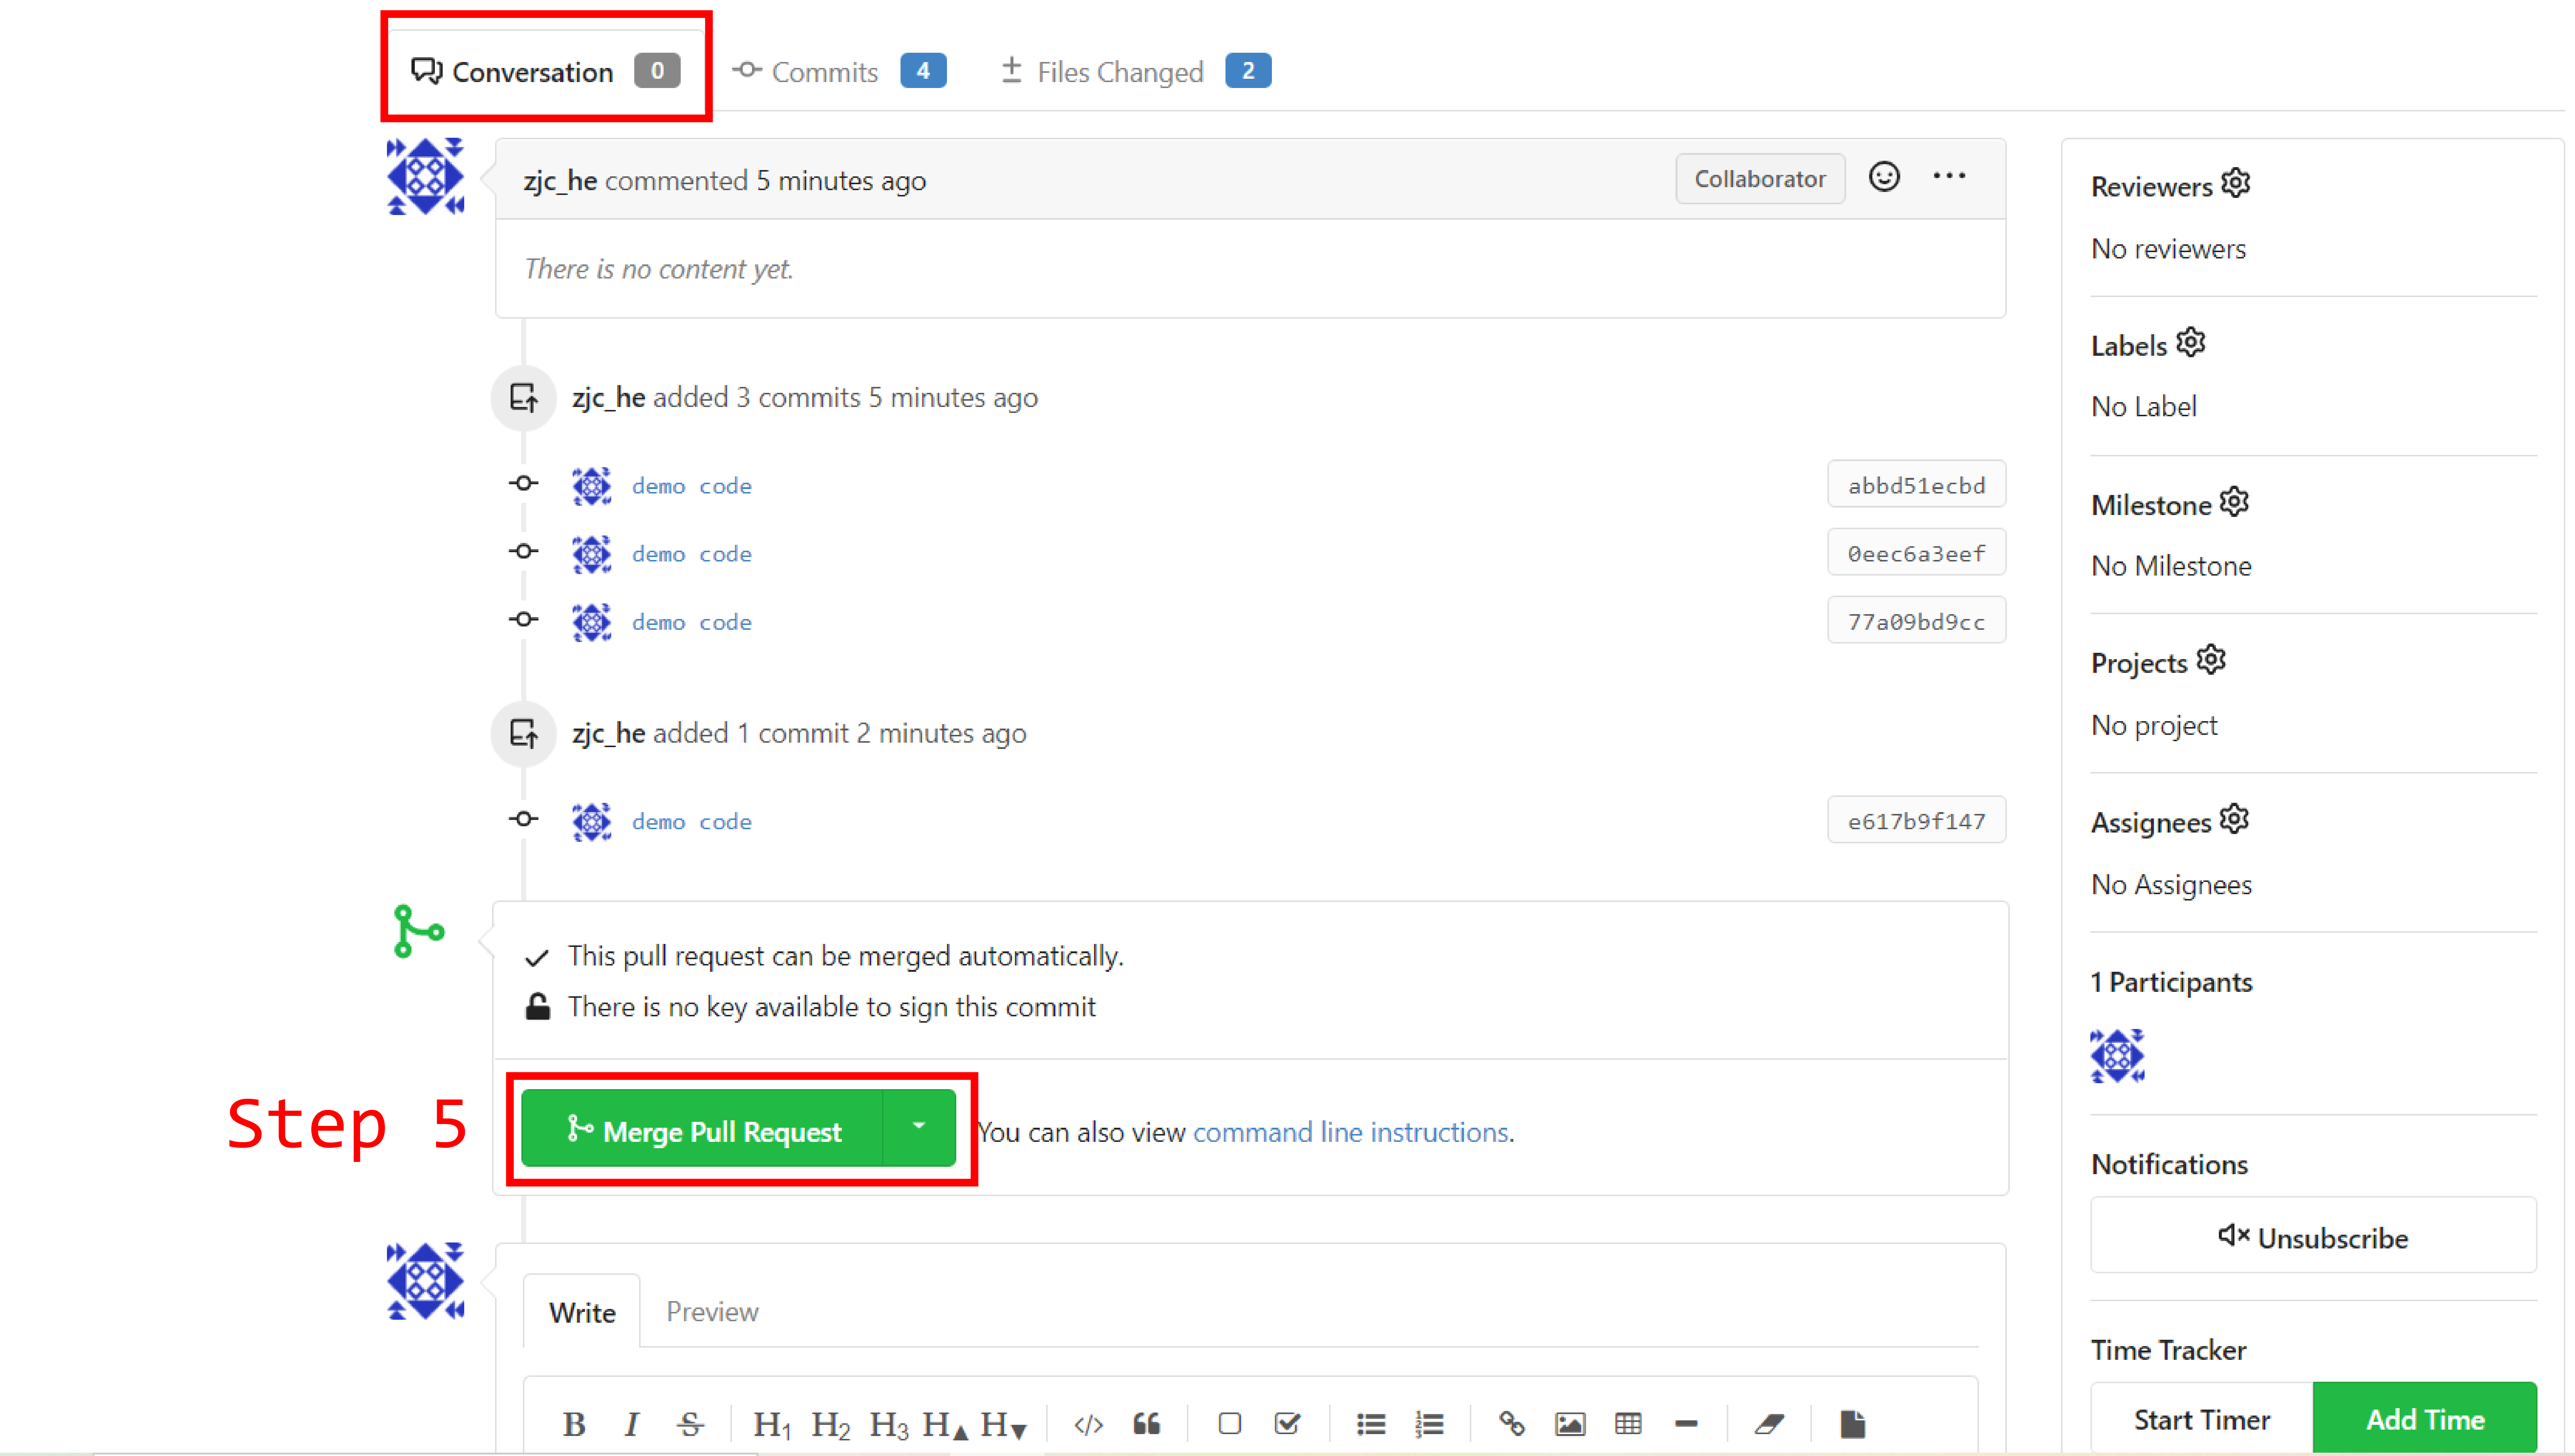 Conversation 0 Commits 4 Files Changed 2
zjc_he commented 5 minutes ago Collaborator
There is no content yet.
zjc_he added 3 commits 5 minutes ago
demo code abbd51ecbd
demo code 0eec6a3eef
demo code 77a09bd9cc
zjc_he added 1 commit 2 minutes ago
demo code e617b9f147
This pull request can be merged automatically.
There is no key available to sign this commit
Step 5
Merge Pull Request You can also view command line instructions.
Write Preview
B I S H1 H2 H3 H▲ H▼
Reviewers
No reviewers
Labels
No Label
Milestone
No Milestone
Projects
No project
Assignees
No Assignees
1 Participants
Notifications
Unsubscribe
Time Tracker
Start Timer Add Time